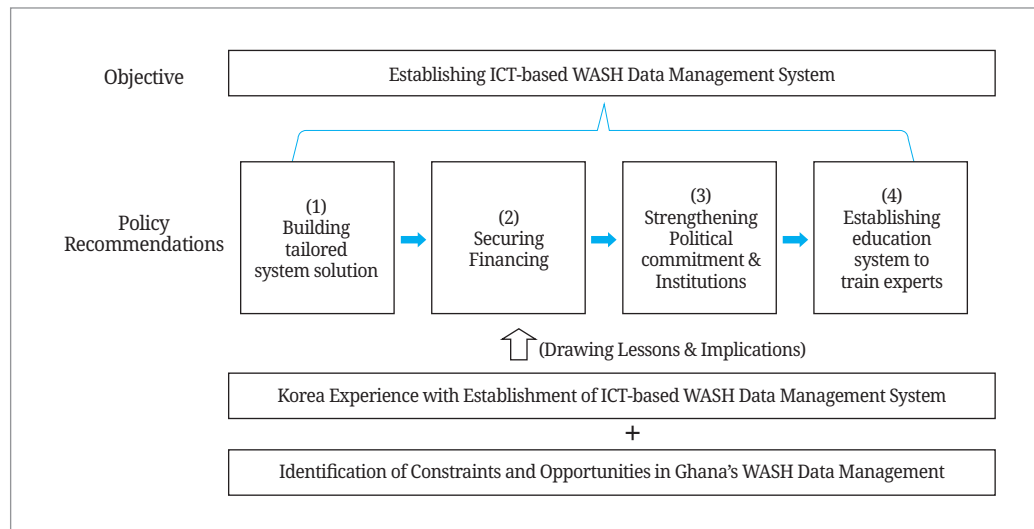 Objective
Establishing ICT-based WASH Data Management System
Policy
Recommendations
(1)
Building
tailored
system solution
(2)
Securing
Financing
(3)
Strengthening
Political
commitment &
Institutions
(4)
Establishing
education
system to
train experts
(Drawing Lessons & Implications)
Korea Experience with Establishment of ICT-based WASH Data Management System
+
Identification of Constraints and Opportunities in Ghana's WASH Data Management